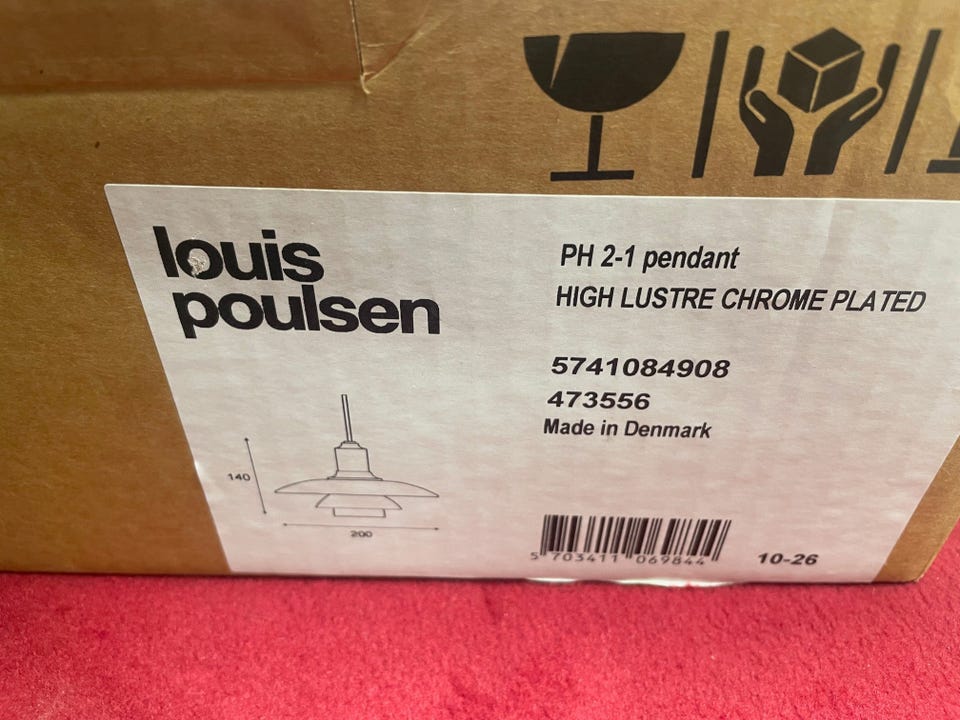 louis
poulsen
PH 2-1 pendant
HIGH LUSTRE CHROME PLATED
5741084908
473556
Made in Denmark
140
200
5 703411 069844
10-26